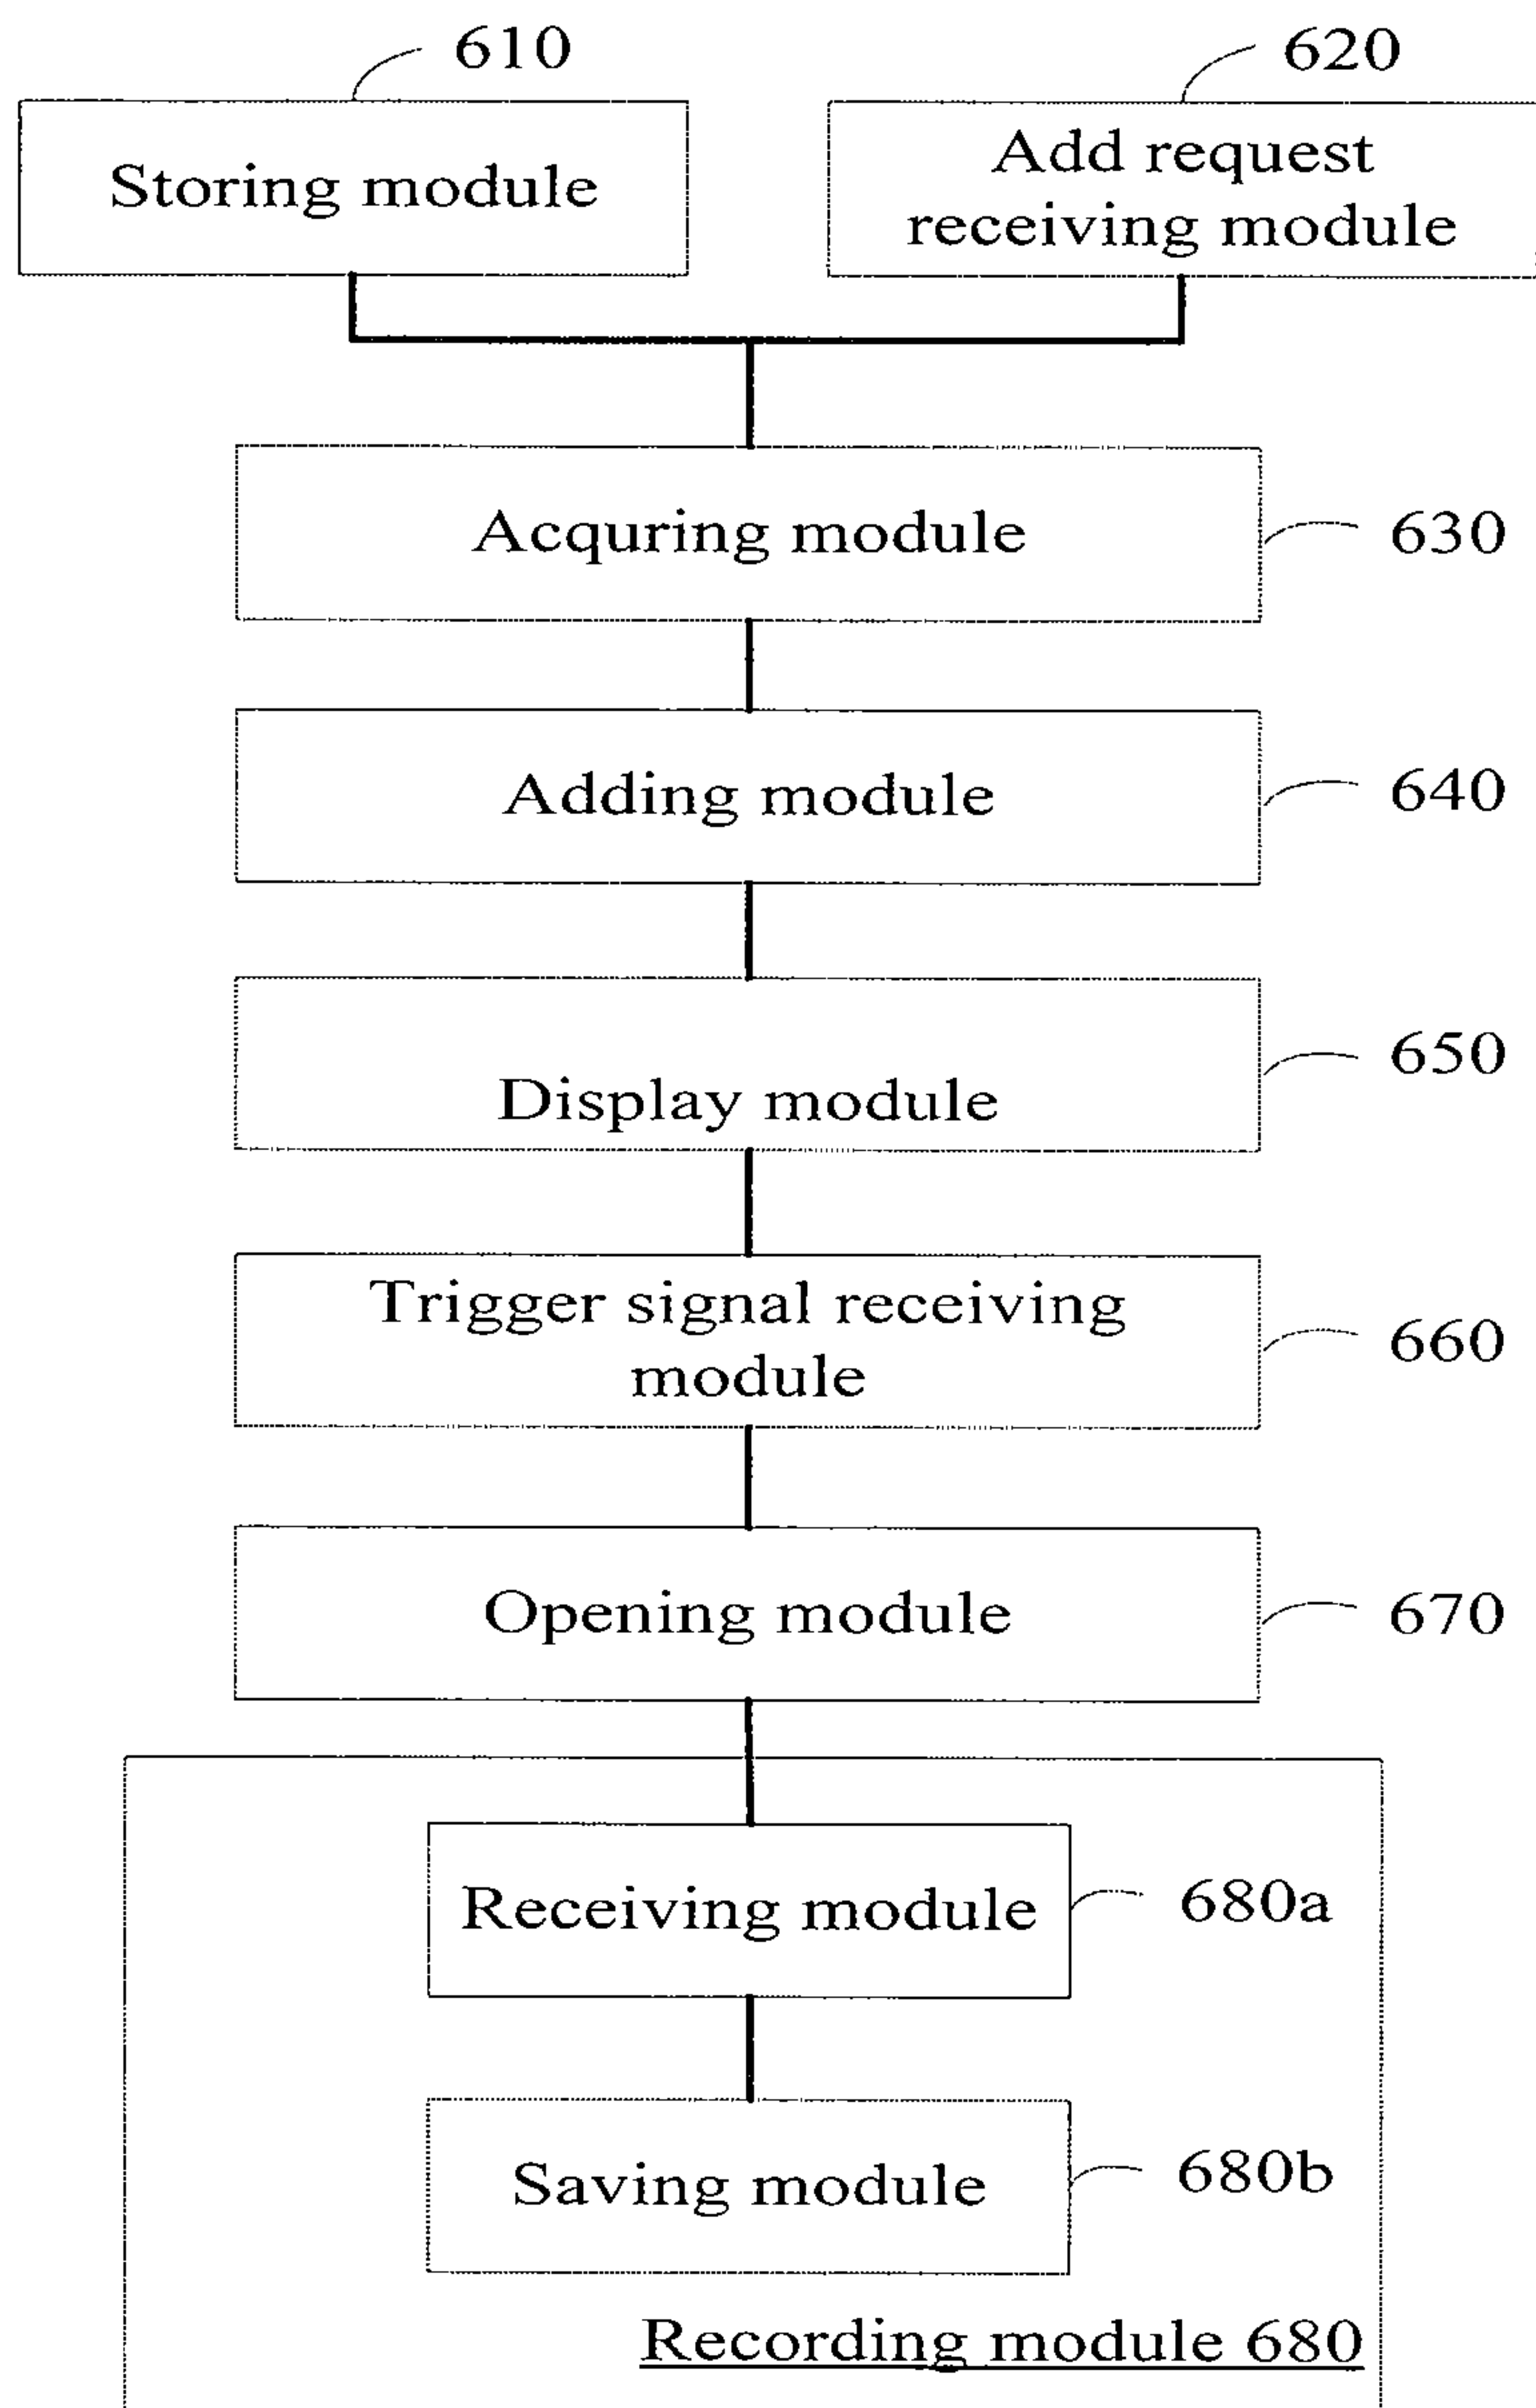 610
620
Storing module
Add request
receiving module
Acquring module
630
Adding module
640
Display module
650
Trigger signal receiving
module
660
Opening module
670
Receiving module
680a
Saving module
680b
Recording module 680